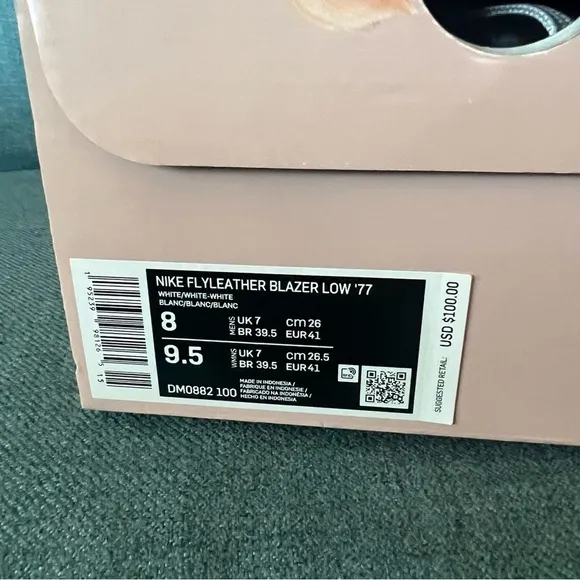 NIKE FLYLEATHER BLAZER LOW '77
WHITE/WHITE-WHITE
BLANC/BLANC/BLANC
8 MENS UK 7 cm 26
BR 39.5 EUR 41
9.5 WMNS UK 7 cm 26.5
BR 39.5 EUR 41
DM0882 100
MADE IN INDONESIA /
FABRIQUE EN INDONESIE /
FABRICADO NA INDONÉSIA /
HECHO EN INDONESIA
SUGGESTED RETAIL: USD $100.00